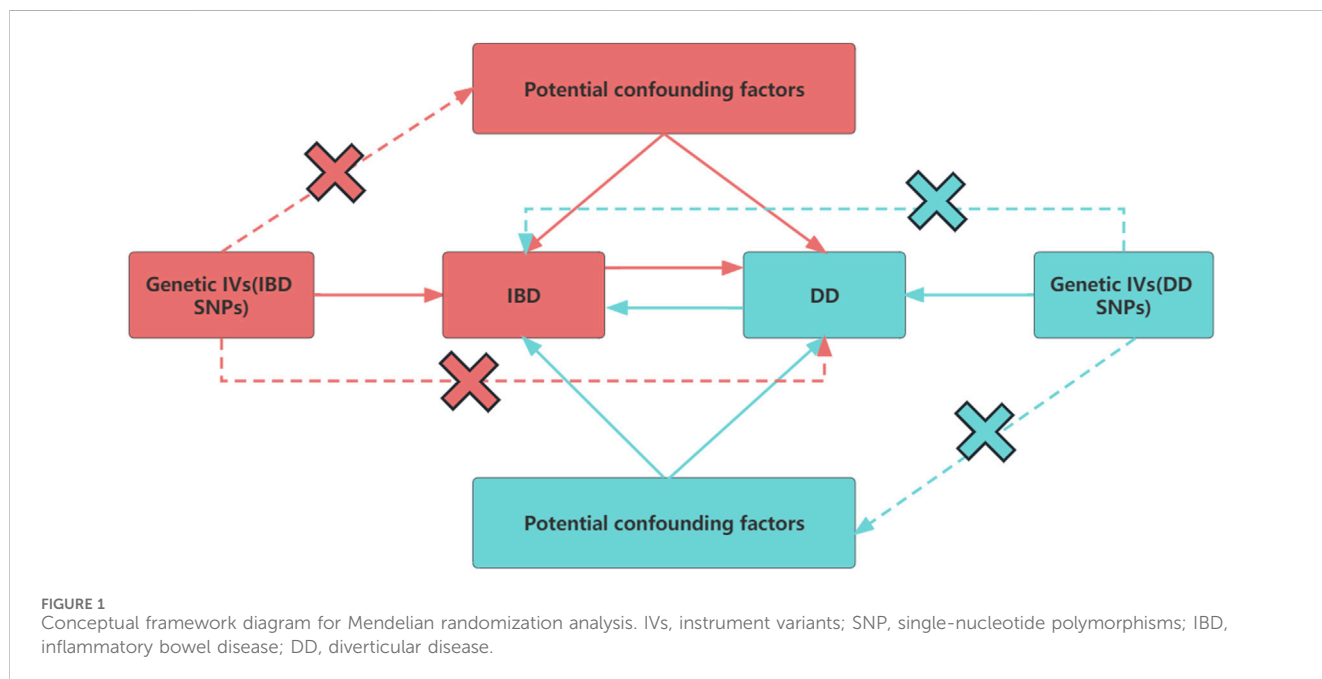 Potential confounding factors
Genetic IVs(IBD
SNPs)
IBD
DD
Genetic IVs(DD
SNPs)
Potential confounding factors
FIGURE 1
Conceptual framework diagram for Mendelian randomization analysis. IVs, instrument variants; SNP, single-nucleotide polymorphisms; IBD,
inflammatory bowel disease; DD, diverticular disease.